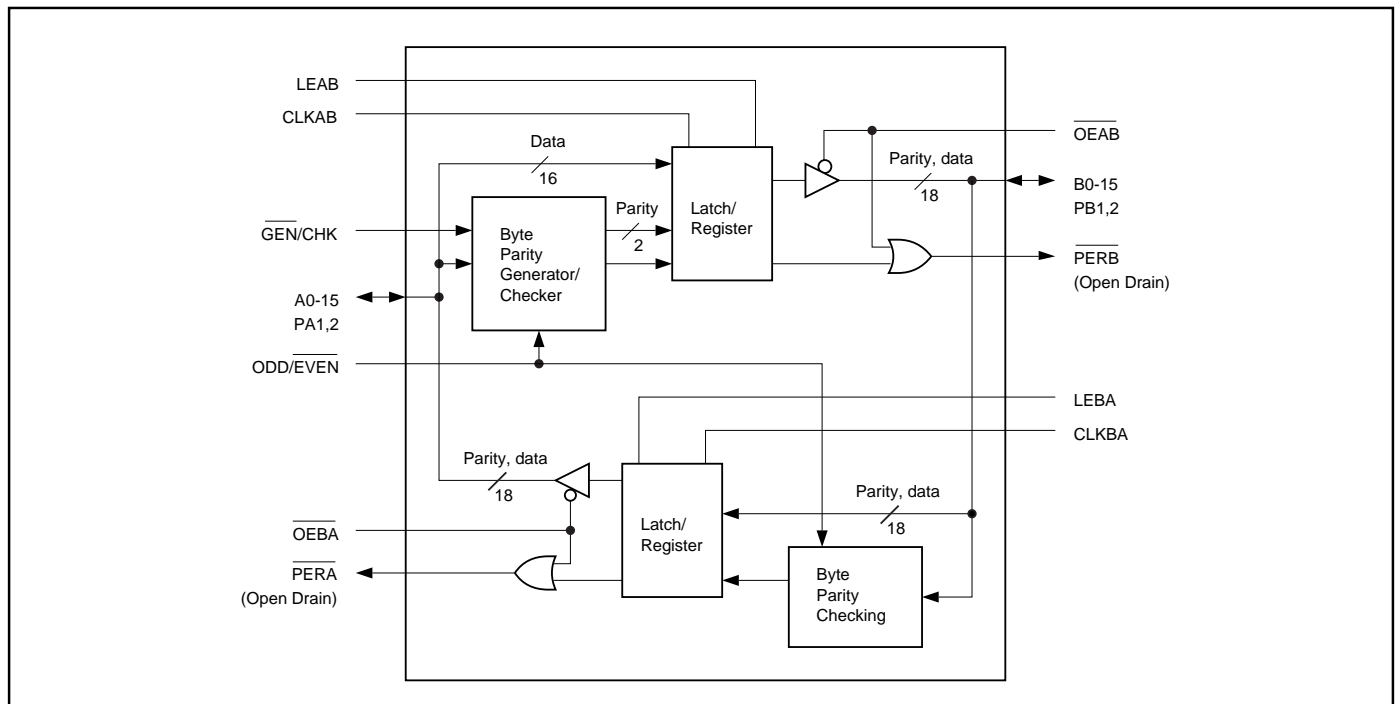 LEAB
CLKAB
Data
16
Parity, data
18
OEAB
B0-15
PB1,2
GEN/CHK
Byte
Parity
Generator/
Checker
Parity
2
Latch/
Register
PERB
(Open Drain)
A0-15
PA1,2
ODD/EVEN
LEBA
CLKBA
Parity, data
18
Parity, data
18
OEBA
PERA
(Open Drain)
Latch/
Register
Byte
Parity
Checking